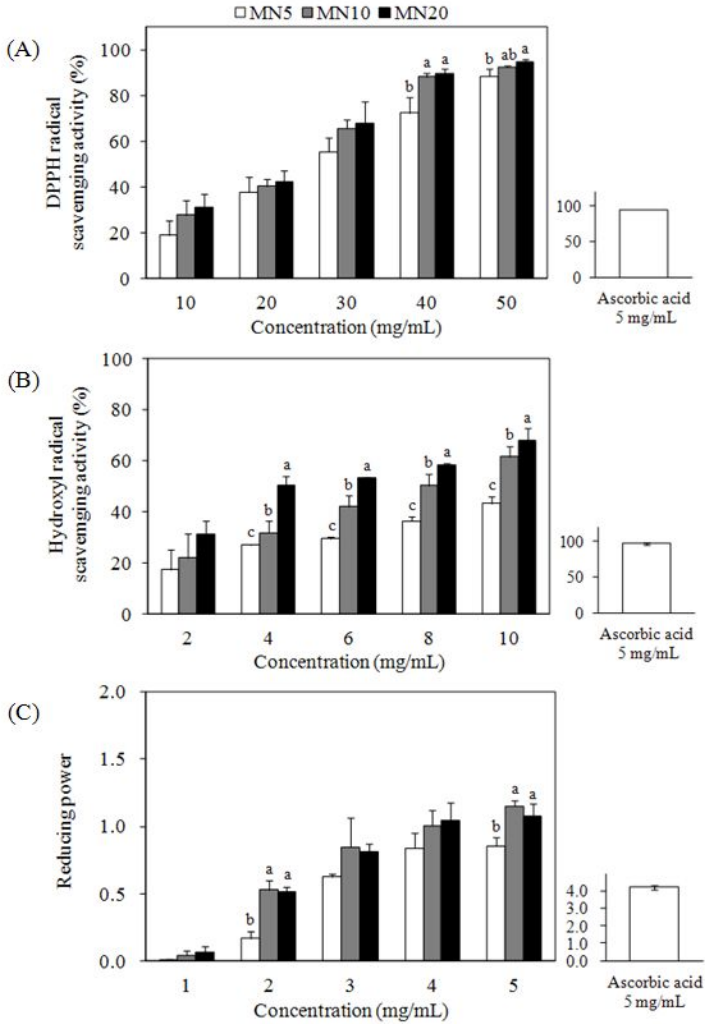 MN5 MN10 MN20
(A)
DPPH radical
scavemging activity (%)
100
80
60
40
20
0
b a a b ab a
10 20 30 40 50
Concentration (mg/mL)
100
50
0
Ascorbic acid
5 mg/mL
(B)
Hydroxyl radical
scavemging activity (%)
100
80
60
40
20
0
c b a c b a c b a c b a
2 4 6 8 10
Concentration (mg/mL)
100
50
0
Ascorbic acid
5 mg/mL
(C)
Reducing power
2.0
1.5
1.0
0.5
0.0
b a a b a a
1 2 3 4 5
Concentration (mg/mL)
4.0
3.0
2.0
1.0
0.0
Ascorbic acid
5 mg/mL